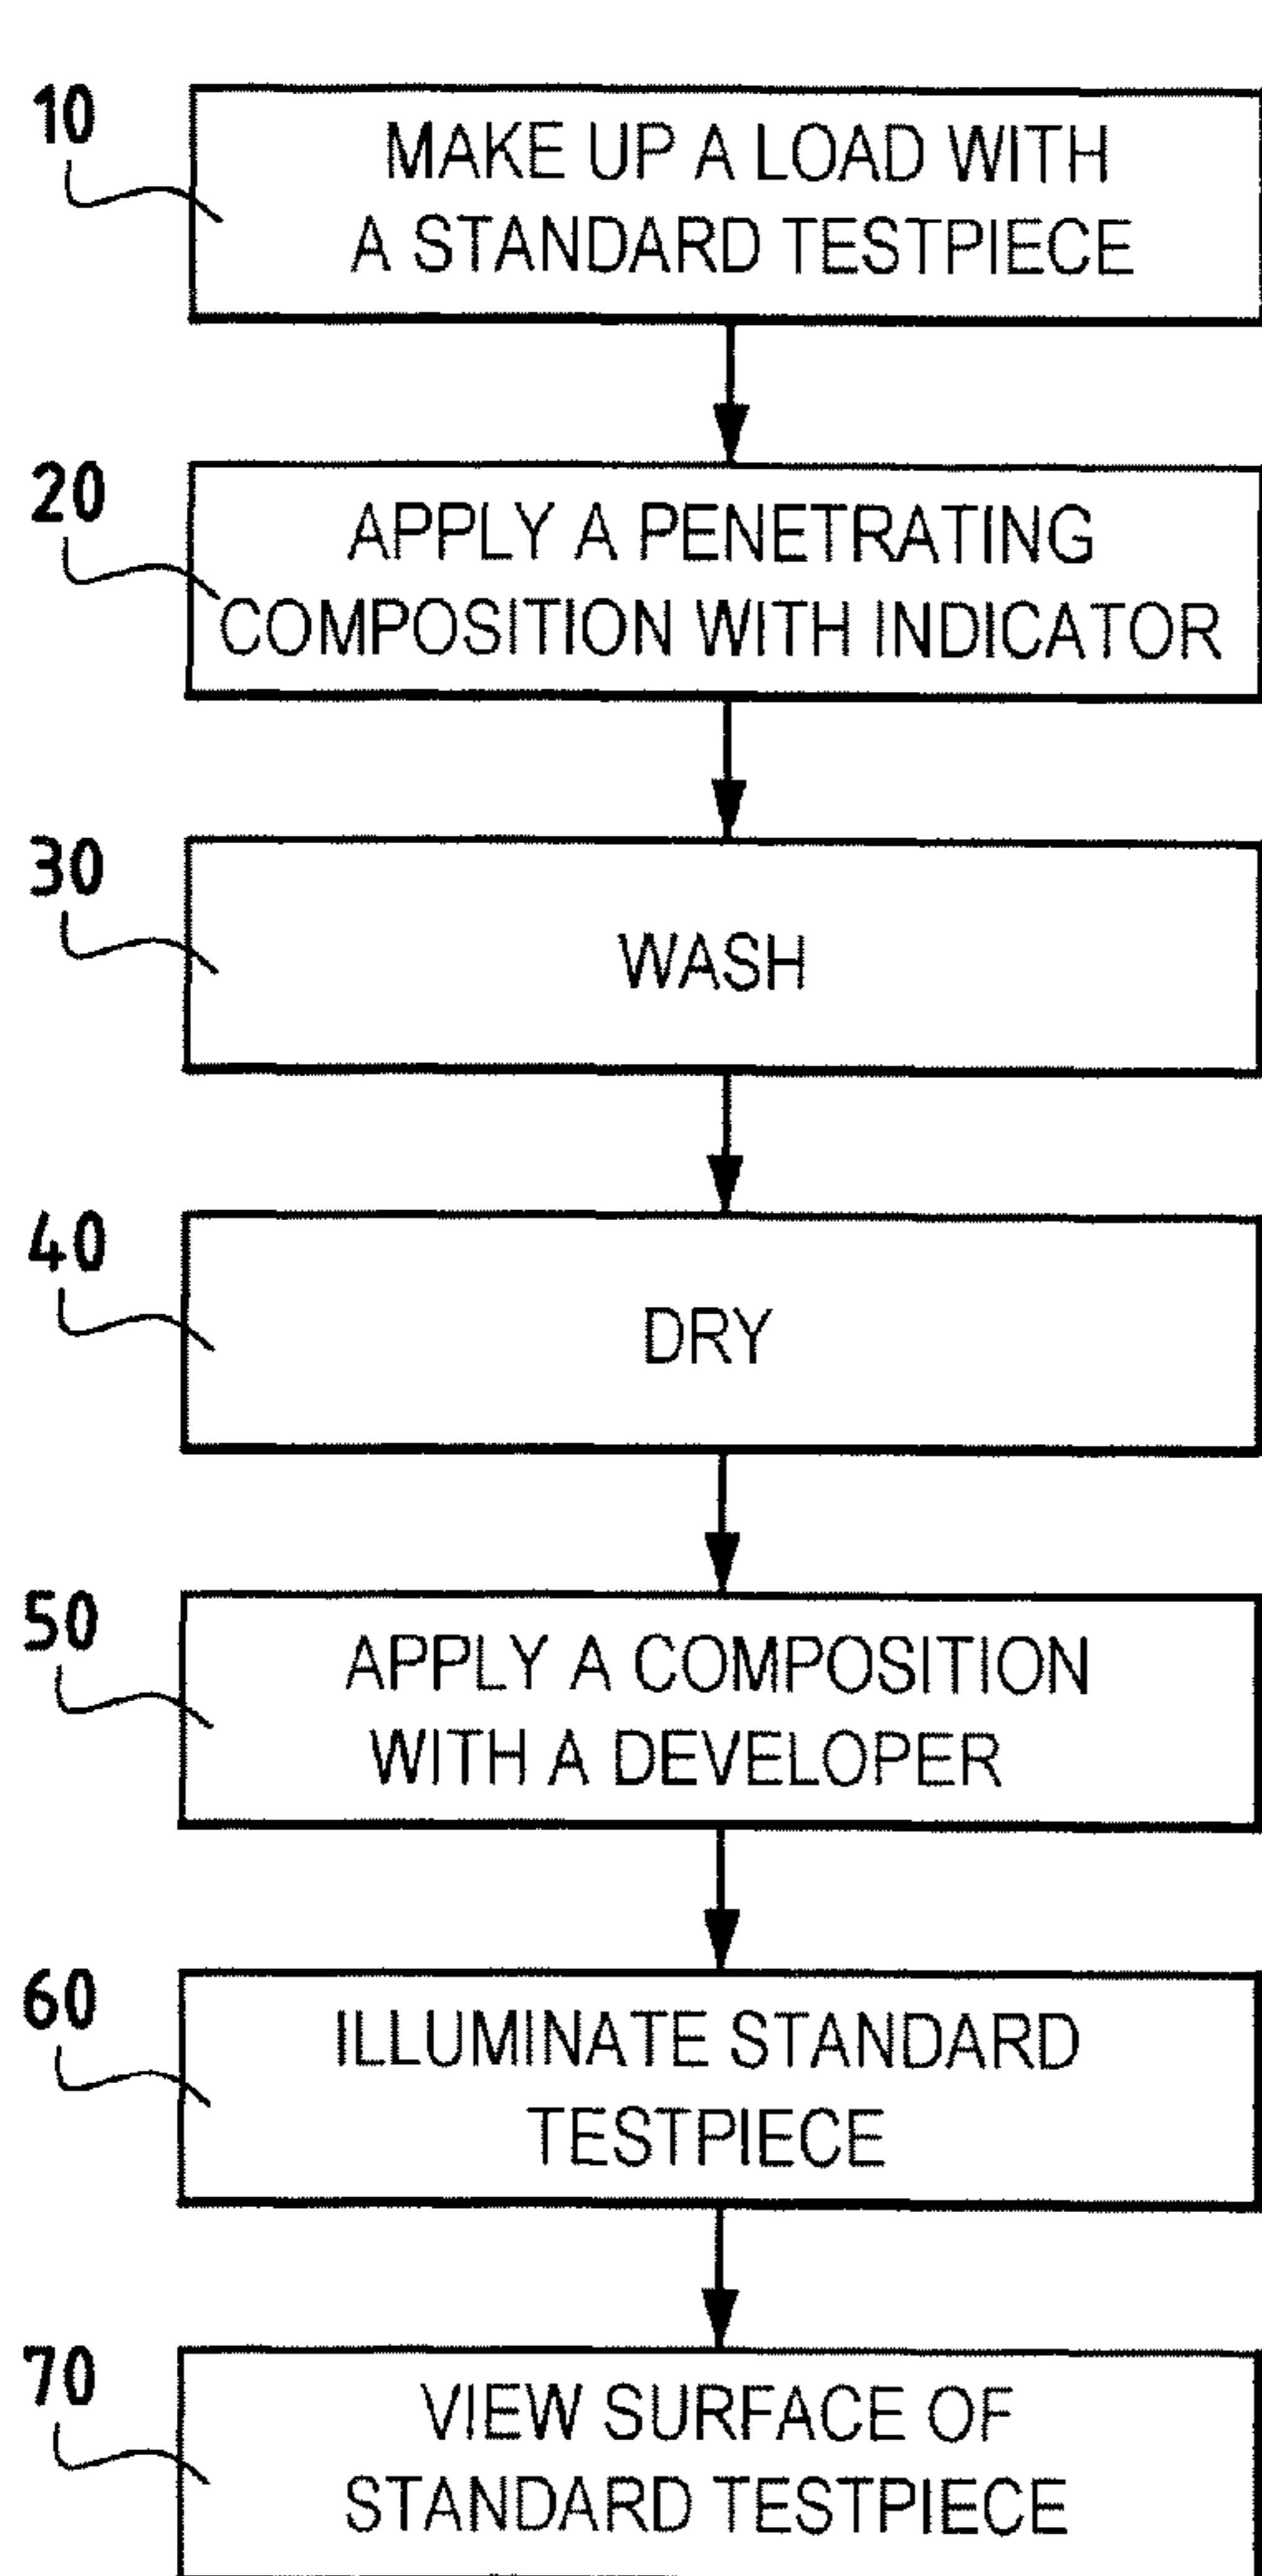 10
MAKE UP A LOAD WITH
A STANDARD TESTPIECE
20
APPLY A PENETRATING
COMPOSITION WITH INDICATOR
30
WASH
40
DRY
50
APPLY A COMPOSITION
WITH A DEVELOPER
60
ILLUMINATE STANDARD
TESTPIECE
70
VIEW SURFACE OF
STANDARD TESTPIECE